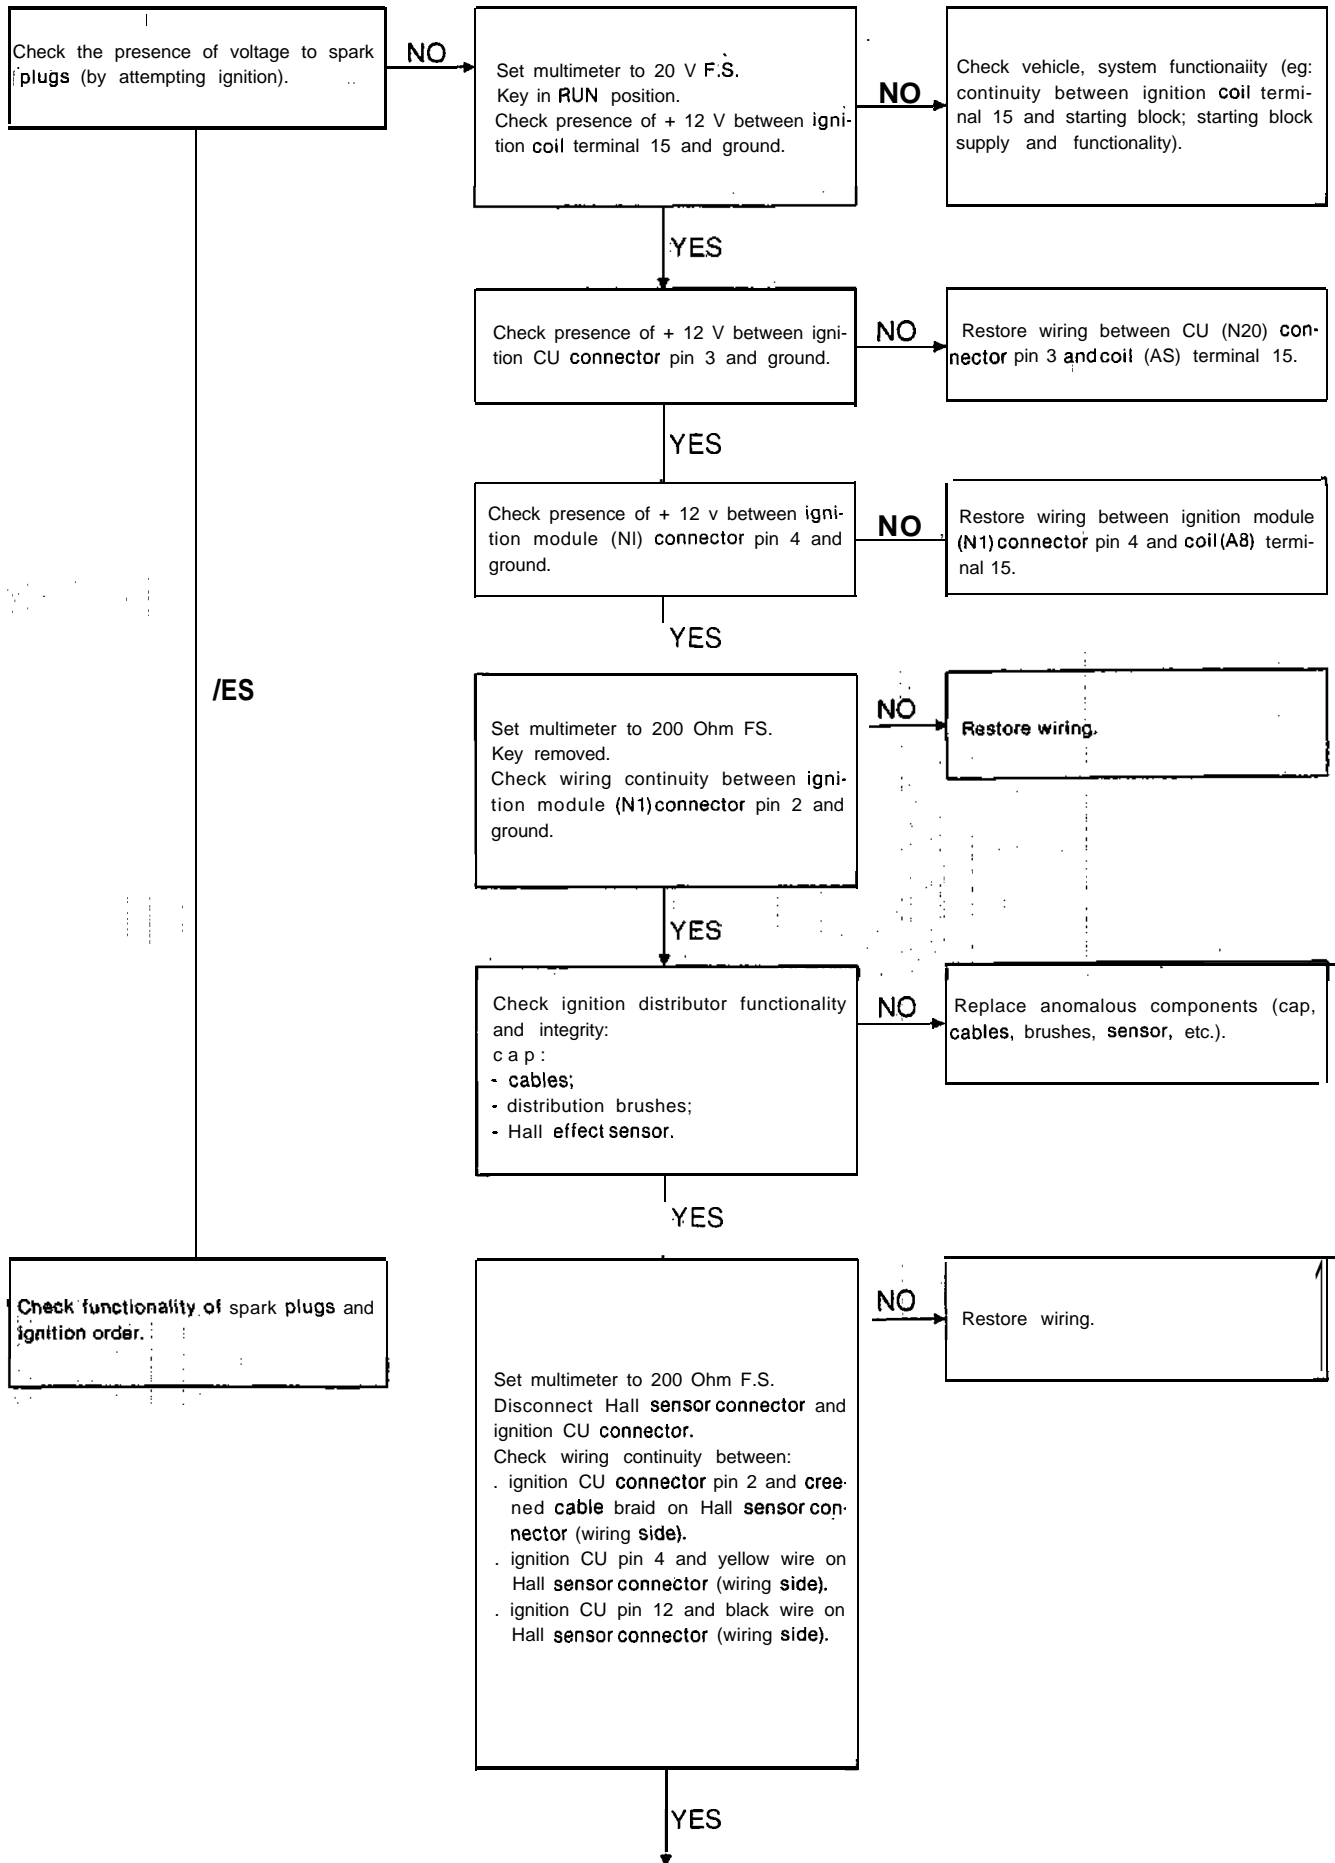 Check the presence of voltage to spark
plugs (by attempting ignition).
NO
Set multimeter to 20 V F.S.
Key in RUN position.
Check presence of + 12 V between igni-
tion coil terminal 15 and ground.
NO
Check vehicle, system functionaiity (eg:
continuity between ignition coil termi-
nal 15 and starting block; starting block
supply and functionality).
YES
Check presence of + 12 V between igni-
tion CU connector pin 3 and ground.
NO
Restore wiring between CU (N20) con-
nector pin 3 and coil (AS) terminal 15.
YES
Check presence of + 12 v between igni-
tion module (NI) connector pin 4 and
ground.
NO
Restore wiring between ignition module
(N1) connector pin 4 and coil (A8) termi-
nal 15.
YES
/ES
Set multimeter to 200 Ohm FS.
Key removed.
Check wiring continuity between igni-
tion module (N1) connector pin 2 and
ground.
NO
Restore wiring.
YES
Check ignition distributor functionality
and integrity:
cap:
- cables;
- distribution brushes;
- Hall effect sensor.
NO
Replace anomalous components (cap,
cables, brushes, sensor, etc.).
YES
Check functionality of spark plugs and
ignition order.
Set multimeter to 200 Ohm F.S.
Disconnect Hall sensor connector and
ignition CU connector.
Check wiring continuity between:
. ignition CU connector pin 2 and cree-
ned cable braid on Hall sensor con-
nector (wiring side).
. ignition CU pin 4 and yellow wire on
Hall sensor connector (wiring side).
. ignition CU pin 12 and black wire on
Hall sensor connector (wiring side).
NO
Restore wiring.
YES